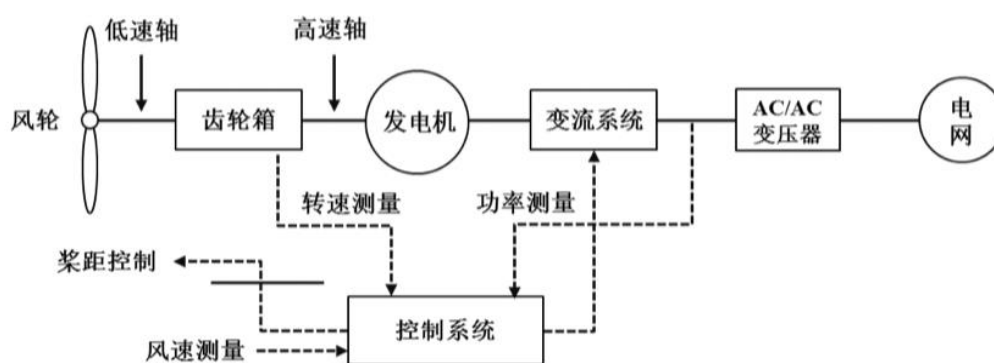 低速轴
高速轴
风轮
齿轮箱
发电机
变流系统
AC/AC
变压器
电
网
转速测量
功率测量
桨距控制
控制系统
风速测量